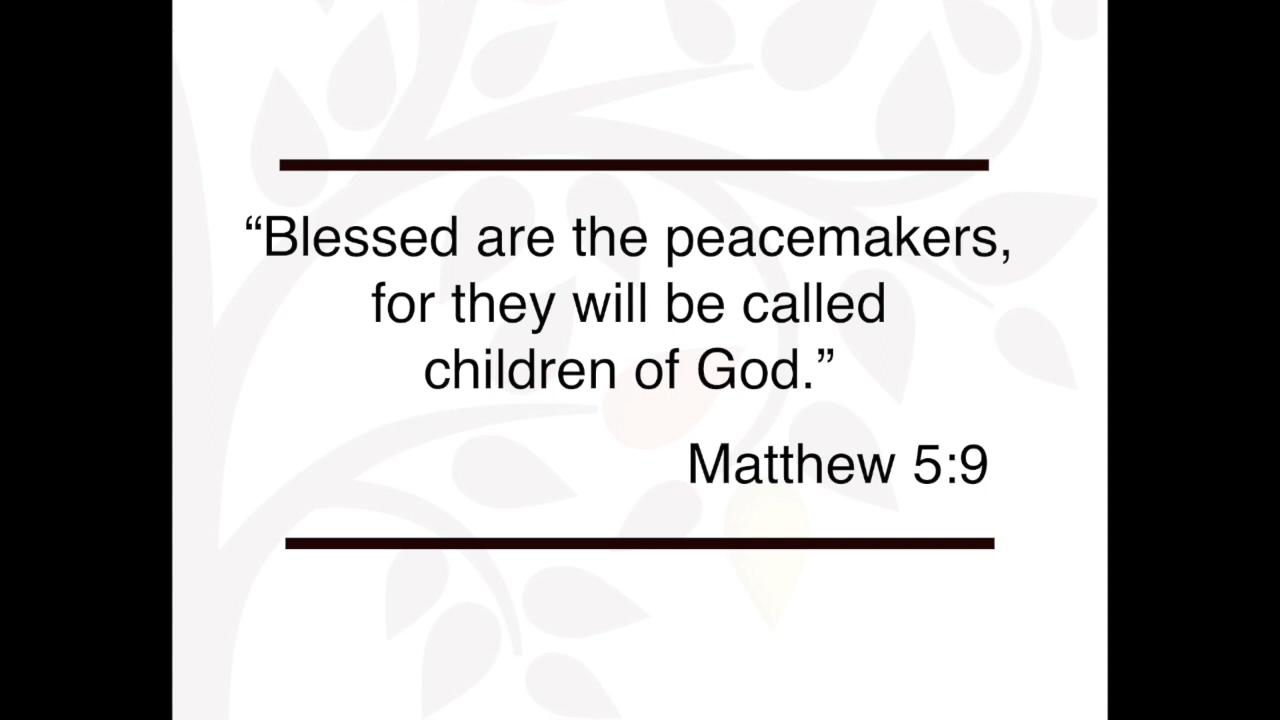 “Blessed are the peacemakers,
for they will be called
children of God.”
Matthew 5:9